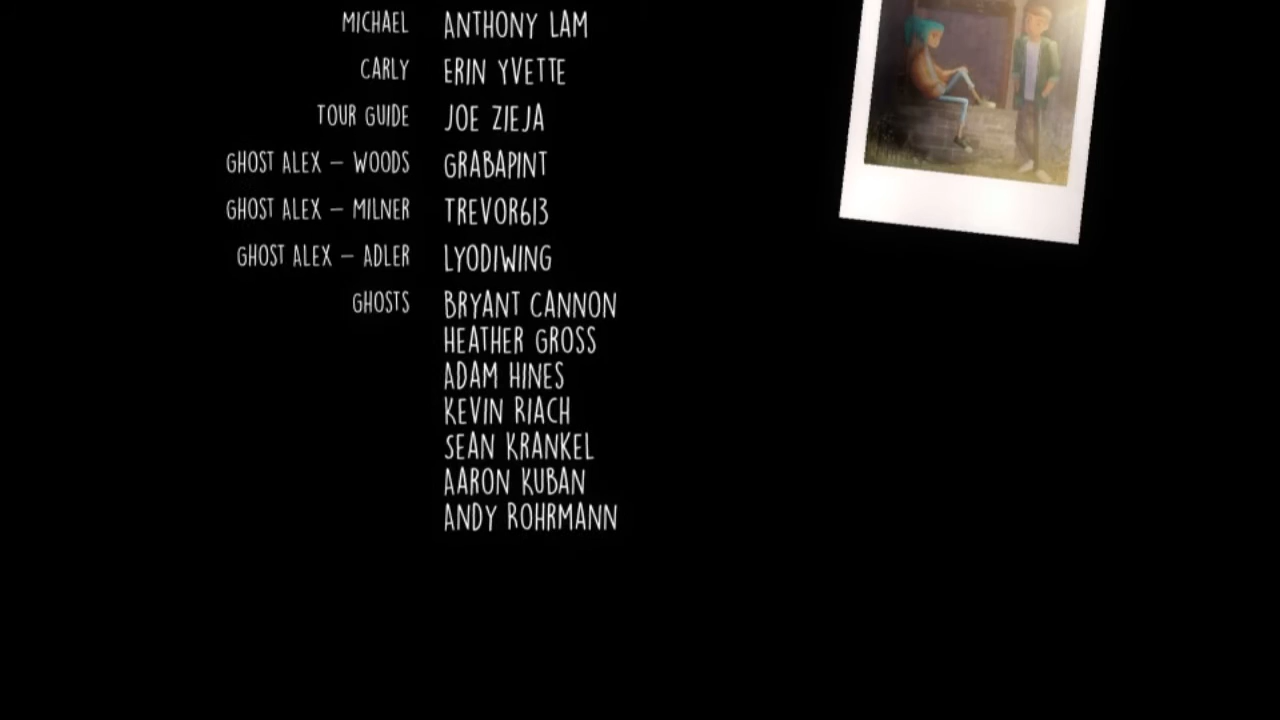 MICHAEL ANTHONY LAM
CARLY ERIN YVETTE
TOUR GUIDE JOE ZIEJA
GHOST ALEX – WOODS GRABAPINT
GHOST ALEX – MILNER TREVOR613
GHOST ALEX – ADLER LYODIWING
GHOSTS BRYANT CANNON
HEATHER GROSS
ADAM HINES
KEVIN RIACH
SEAN KRANKEL
AARON KUBAN
ANDY ROHRMANN